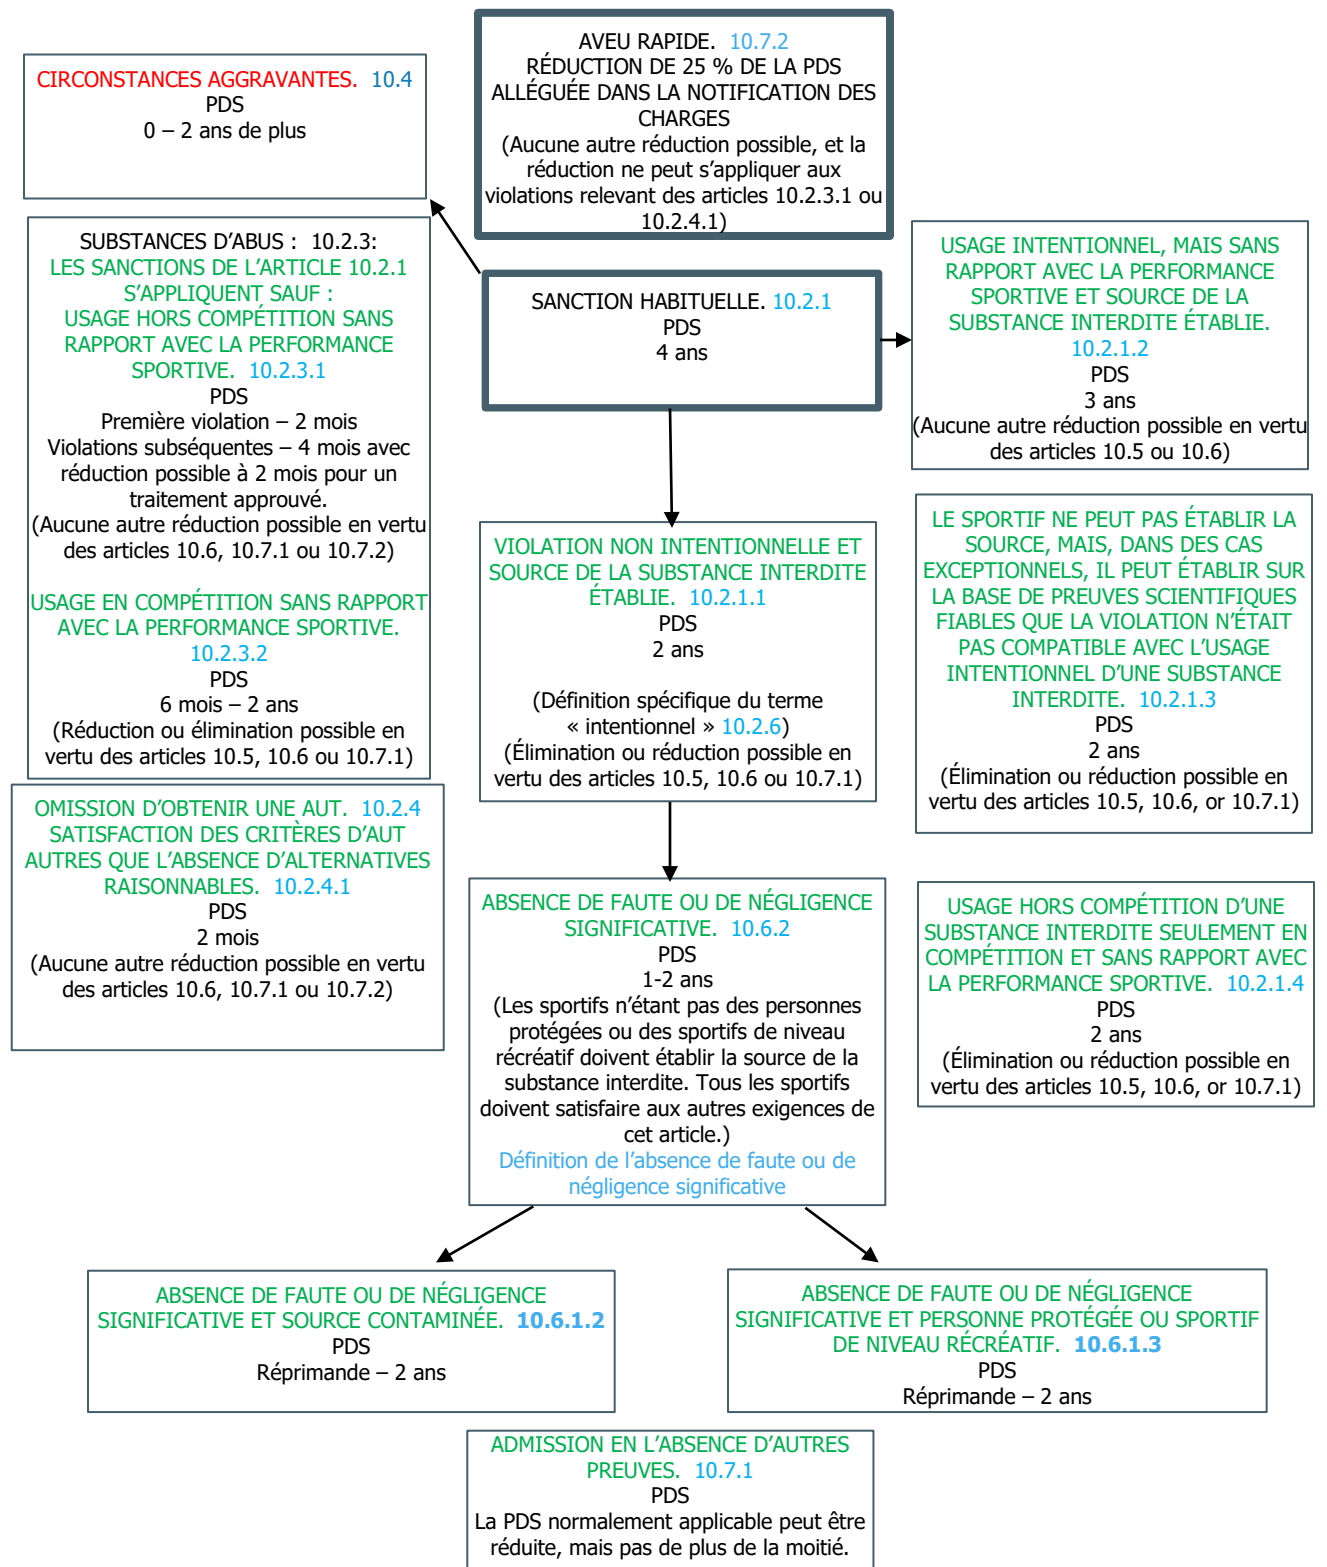 AVEU RAPIDE. 10.7.2
RÉDUCTION DE 25 % DE LA PDS
ALLÉGUÉE DANS LA NOTIFICATION DES
CHARGES
(Aucune autre réduction possible, et la
réduction ne peut s’appliquer aux
violations relevant des articles 10.2.3.1 ou
10.2.4.1)
CIRCONSTANCES AGGRAVANTES. 10.4
PDS
0 – 2 ans de plus
SANCTION HABITUELLE. 10.2.1
PDS
4 ans
SUBSTANCES D’ABUS : 10.2.3:
LES SANCTIONS DE L’ARTICLE 10.2.1
S’APPLIQUENT SAUF :
USAGE HORS COMPÉTITION SANS
RAPPORT AVEC LA PERFORMANCE
SPORTIVE. 10.2.3.1
PDS
Première violation – 2 mois
Violations subséquentes – 4 mois avec
réduction possible à 2 mois pour un
traitement approuvé.
(Aucune autre réduction possible en vertu
des articles 10.6, 10.7.1 ou 10.7.2)
USAGE EN COMPÉTITION SANS RAPPORT
AVEC LA PERFORMANCE SPORTIVE.
10.2.3.2
PDS
6 mois – 2 ans
(Réduction ou élimination possible en
vertu des articles 10.5, 10.6 ou 10.7.1)
USAGE INTENTIONNEL, MAIS SANS
RAPPORT AVEC LA PERFORMANCE
SPORTIVE ET SOURCE DE LA
SUBSTANCE INTERDITE ÉTABLIE.
10.2.1.2
PDS
3 ans
(Aucune autre réduction possible en vertu
des articles 10.5 ou 10.6)
VIOLATION NON INTENTIONNELLE ET
SOURCE DE LA SUBSTANCE INTERDITE
ÉTABLIE. 10.2.1.1
PDS
2 ans
(Définition spécifique du terme
« intentionnel » 10.2.6)
(Élimination ou réduction possible en
vertu des articles 10.5, 10.6 ou 10.7.1)
LE SPORTIF NE PEUT PAS ÉTABLIR LA
SOURCE, MAIS, DANS DES CAS
EXCEPTIONNELS, IL PEUT ÉTABLIR SUR
LA BASE DE PREUVES SCIENTIFIQUES
FIABLES QUE LA VIOLATION N’ÉTAIT
PAS COMPATIBLE AVEC L’USAGE
INTENTIONNEL D’UNE SUBSTANCE
INTERDITE. 10.2.1.3
PDS
2 ans
(Élimination ou réduction possible en
vertu des articles 10.5, 10.6, or 10.7.1)
OMISSION D’OBTENIR UNE AUT. 10.2.4
SATISFACTION DES CRITÈRES D’AUT
AUTRES QUE L’ABSENCE D’ALTERNATIVES
RAISONNABLES. 10.2.4.1
PDS
2 mois
(Aucune autre réduction possible en vertu
des articles 10.6, 10.7.1 ou 10.7.2)
ABSENCE DE FAUTE OU DE NÉGLIGENCE
SIGNIFICATIVE. 10.6.2
PDS
1-2 ans
(Les sportifs n’étant pas des personnes
protégées ou des sportifs de niveau
récréatif doivent établir la source de la
substance interdite. Tous les sportifs
doivent satisfaire aux autres exigences de
cet article.)
Définition de l’absence de faute ou de
négligence significative
USAGE HORS COMPÉTITION D’UNE
SUBSTANCE INTERDITE SEULEMENT EN
COMPÉTITION ET SANS RAPPORT AVEC
LA PERFORMANCE SPORTIVE. 10.2.1.4
PDS
2 ans
(Élimination ou réduction possible en
vertu des articles 10.5, 10.6, or 10.7.1)
ABSENCE DE FAUTE OU DE NÉGLIGENCE
SIGNIFICATIVE ET SOURCE CONTAMINÉE. 10.6.1.2
PDS
Réprimande – 2 ans
ABSENCE DE FAUTE OU DE NÉGLIGENCE
SIGNIFICATIVE ET PERSONNE PROTÉGÉE OU SPORTIF
DE NIVEAU RÉCRÉATIF. 10.6.1.3
PDS
Réprimande – 2 ans
ADMISSION EN L’ABSENCE D’AUTRES
PREUVES. 10.7.1
PDS
La PDS normalement applicable peut être
réduite, mais pas de plus de la moitié.